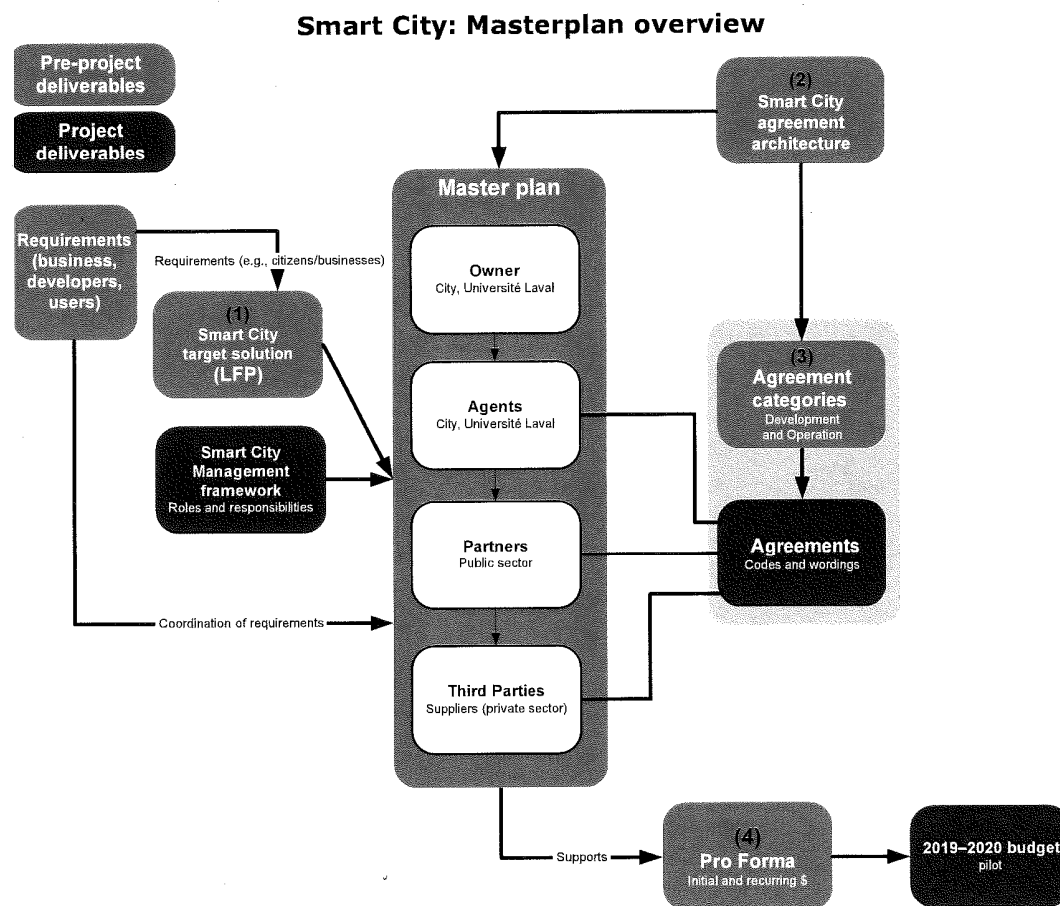 Smart City: Masterplan overview
Pre-project
deliverables
Project
deliverables
(2)
Smart City
agreement
architecture
Master plan
Requirements
(business,
developers,
users)
Requirements (e.g., citizens/businesses)
(1)
Smart City
target solution
(LFP)
Smart City
Management
framework
Roles and responsibilities
Coordination of requirements
Owner
City, Université Laval
Agents
City, Université Laval
Partners
Public sector
Third Parties
Suppliers (private sector)
(3)
Agreement
categories
Development
and Operation
Agreements
Codes and wordings
Supports
(4)
Pro Forma
Initial and recurring $
2019–2020 budget
pilot